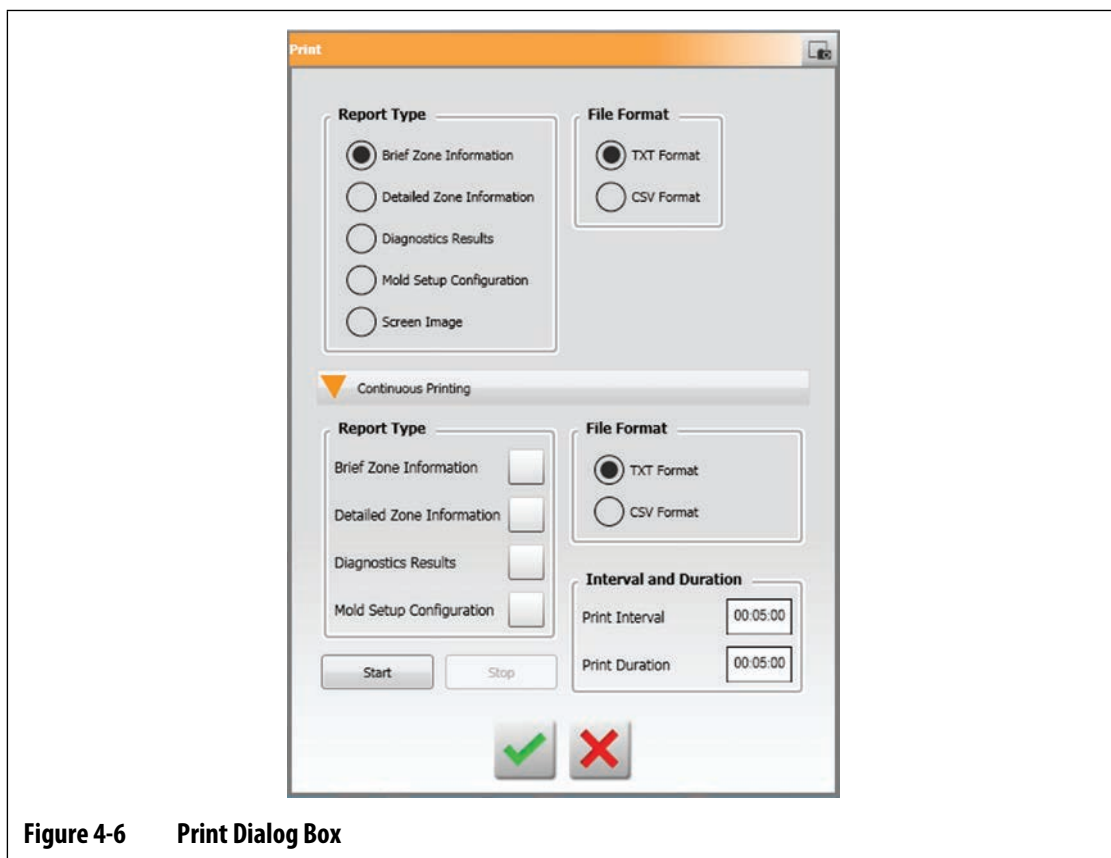 Print
Report Type
Brief Zone Information
Detailed Zone Information
Diagnostics Results
Mold Setup Configuration
Screen Image
File Format
TXT Format
CSV Format
Continuous Printing
Report Type
Brief Zone Information
Detailed Zone Information
Diagnostics Results
Mold Setup Configuration
File Format
TXT Format
CSV Format
Interval and Duration
Print Interval 00:05:00
Print Duration 00:05:00
Start
Stop
Figure 4-6 Print Dialog Box